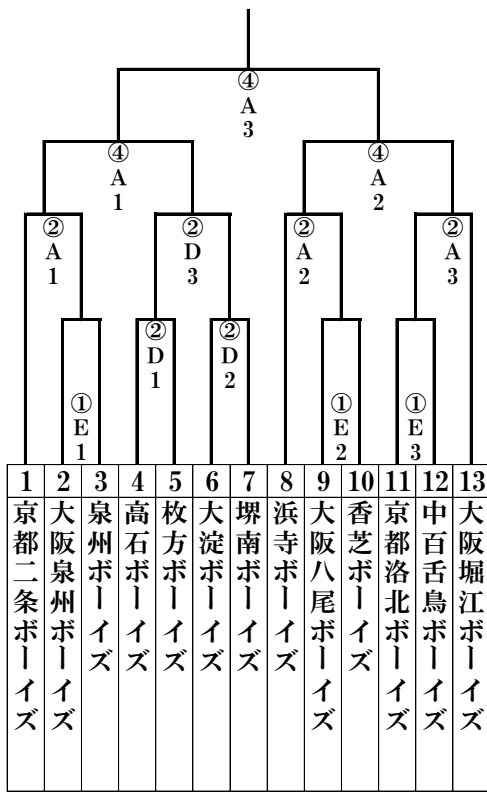 ④
A
3
④
A
1
④
A
2
②
A
1
②
D
3
②
A
2
②
A
3
②
D
1
②
D
2
①
E
1
①
E
2
①
E
3
1 2 3 4 5 6 7 8 9 10 11 12 13
京都二条ボーイズ
大阪泉州ボーイズ
泉州ボーイズ
高石ボーイズ
枚方ボーイズ
大淀ボーイズ
堺南ボーイズ
浜寺ボーイズ
大阪八尾ボーイズ
香芝ボーイズ
京都洛北ボーイズ
中百舌鳥ボーイズ
大阪堀江ボーイズ